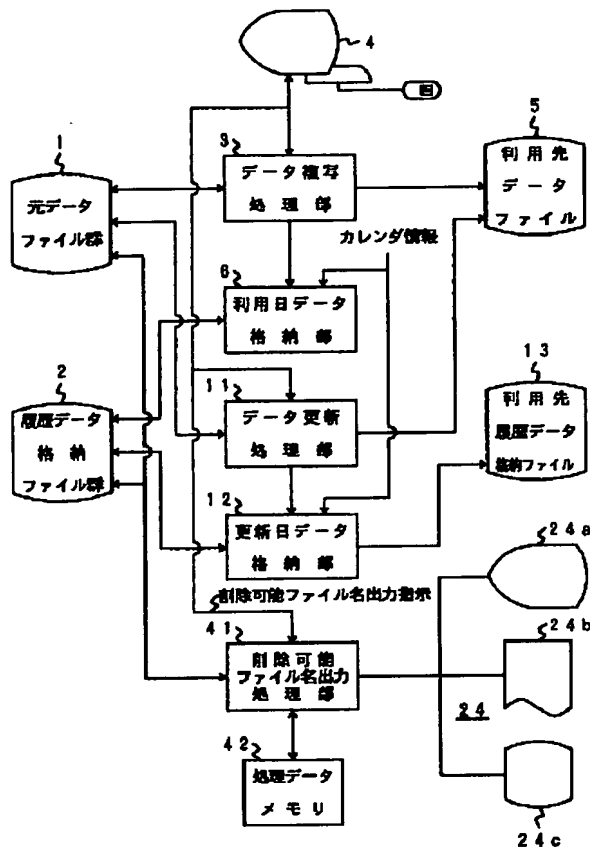 4
1
元データ
ファイル群
3
データ複写
処理部
5
利用先
データ
ファイル
カレンダ情報
6
利用日データ
格納部
2
履歴データ
格納
ファイル群
11
データ更新
処理部
13
利用先
履歴データ
格納ファイル
12
更新日データ
格納部
削除可能ファイル名出力指示
41
削除可能
ファイル名出力
処理部
24a
24b
24
24c
42
処理データ
メモリ